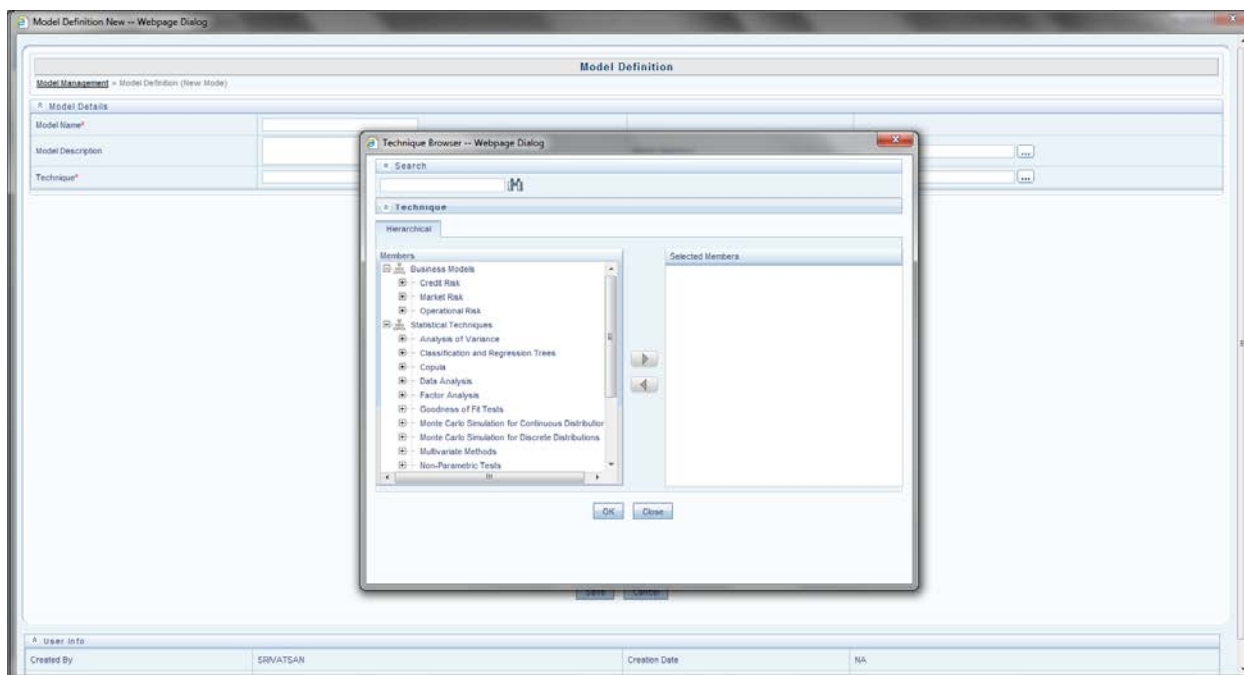 Model Definition New -- Webpage Dialog
Model Definition
Model Management » Model Definition (New Mode)
Model Details
Model Name*
Model Description
Technique*
Technique Browser -- Webpage Dialog
Search
Technique
Hierarchical
Members
Business Models
Credit Risk
Market Risk
Operational Risk
Statistical Techniques
Analysis of Variance
Classification and Regression Trees
Copula
Data Analysis
Factor Analysis
Goodness of Fit Tests
Monte Carlo Simulation for Continuous Distribution
Monte Carlo Simulation for Discrete Distributions
Multivariate Methods
Non-Parametric Tests
Selected Members
OK Close
Save Cancel
User Info
Created By SRIVATSAN Creation Date NA